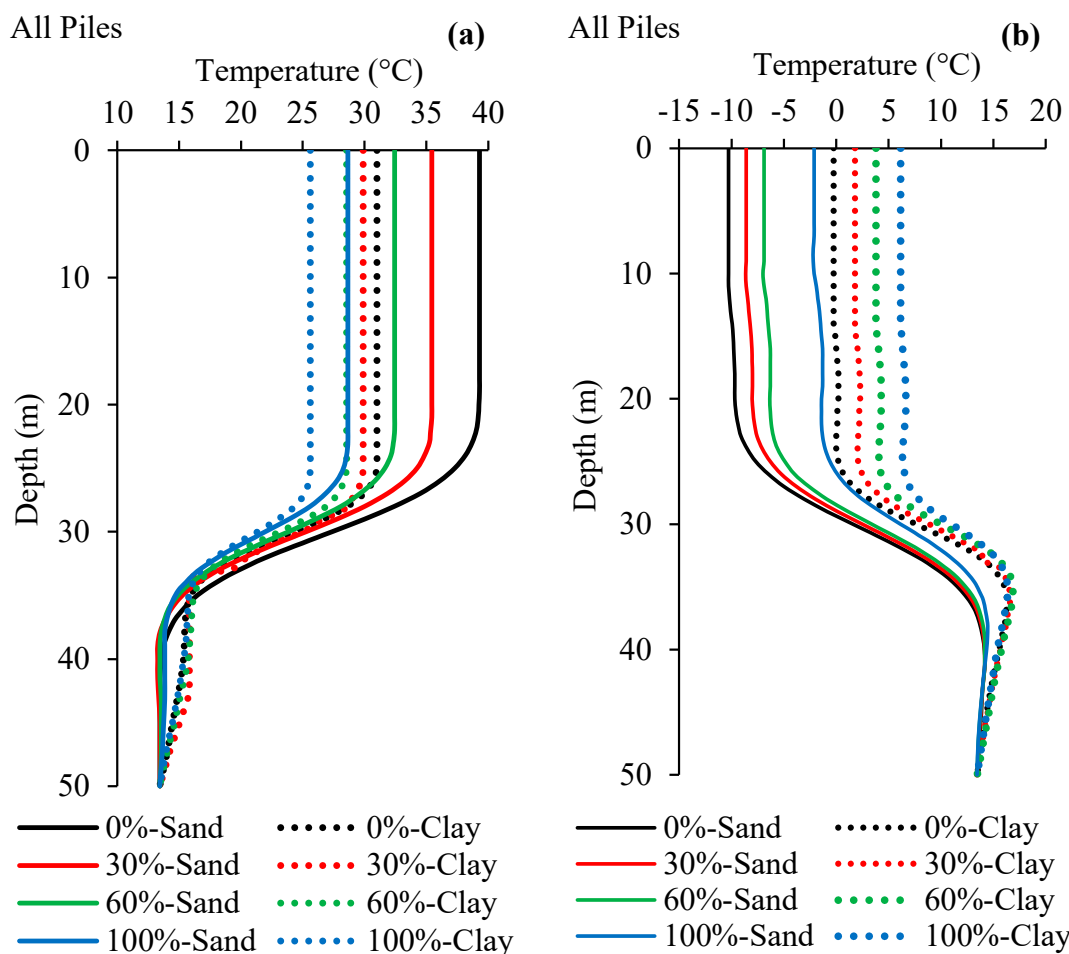 All Piles (a)
Temperature (°C)
10 15 20 25 30 35 40
0
10
20
30
40
50
Depth (m)
0%-Sand 0%-Clay
30%-Sand 30%-Clay
60%-Sand 60%-Clay
100%-Sand 100%-Clay
All Piles (b)
Temperature (°C)
-15 -10 -5 0 5 10 15 20
0
10
20
30
40
50
Depth (m)
0%-Sand 0%-Clay
30%-Sand 30%-Clay
60%-Sand 60%-Clay
100%-Sand 100%-Clay